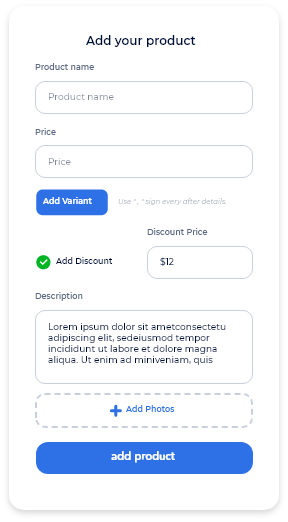 Add your product
Product name
Product name
Price
Price
Add Variant
Use " , " sign every after details.
Discount Price
Add Discount
$12
Description
Lorem ipsum dolor sit ametconsectetu
adipiscing elit, sedeiusmod tempor
incididunt ut labore et dolore magna
aliqua. Ut enim ad miniveniam, quis
Add Photos
add product